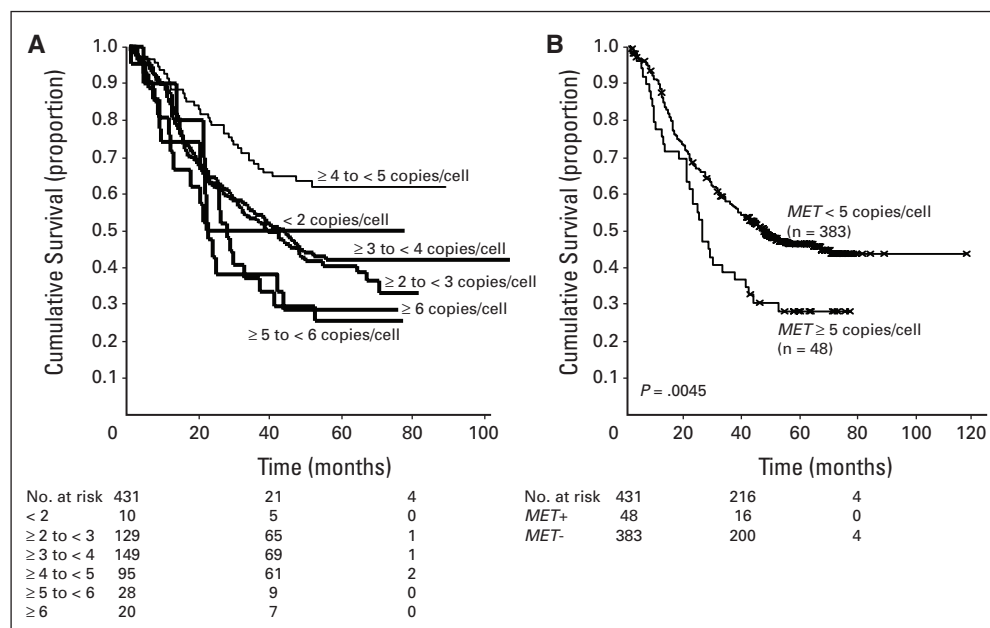 A
Cumulative Survival (proportion)
1.0
0.9
0.8
0.7
0.6
0.5
0.4
0.3
0.2
0.1
≥ 4 to < 5 copies/cell
< 2 copies/cell
≥ 3 to < 4 copies/cell
≥ 2 to < 3 copies/cell
≥ 6 copies/cell
≥ 5 to < 6 copies/cell
0 20 40 60 80 100
Time (months)
No. at risk 431 21 4
< 2 10 5 0
≥ 2 to < 3 129 65 1
≥ 3 to < 4 149 69 1
≥ 4 to < 5 95 61 2
≥ 5 to < 6 28 9 0
≥ 6 20 7 0
B
Cumulative Survival (proportion)
1.0
0.9
0.8
0.7
0.6
0.5
0.4
0.3
0.2
0.1
MET < 5 copies/cell
(n = 383)
MET ≥ 5 copies/cell
(n = 48)
P = .0045
0 20 40 60 80 100 120
Time (months)
No. at risk 431 216 4
MET+ 48 16 0
MET- 383 200 4